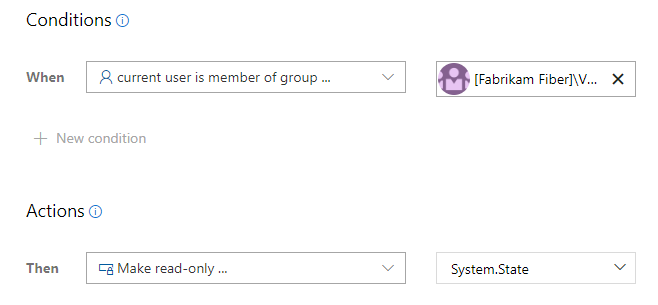 Conditions
When current user is member of group ... [Fabrikam Fiber]\V...
New condition
Actions
Then Make read-only ... System.State